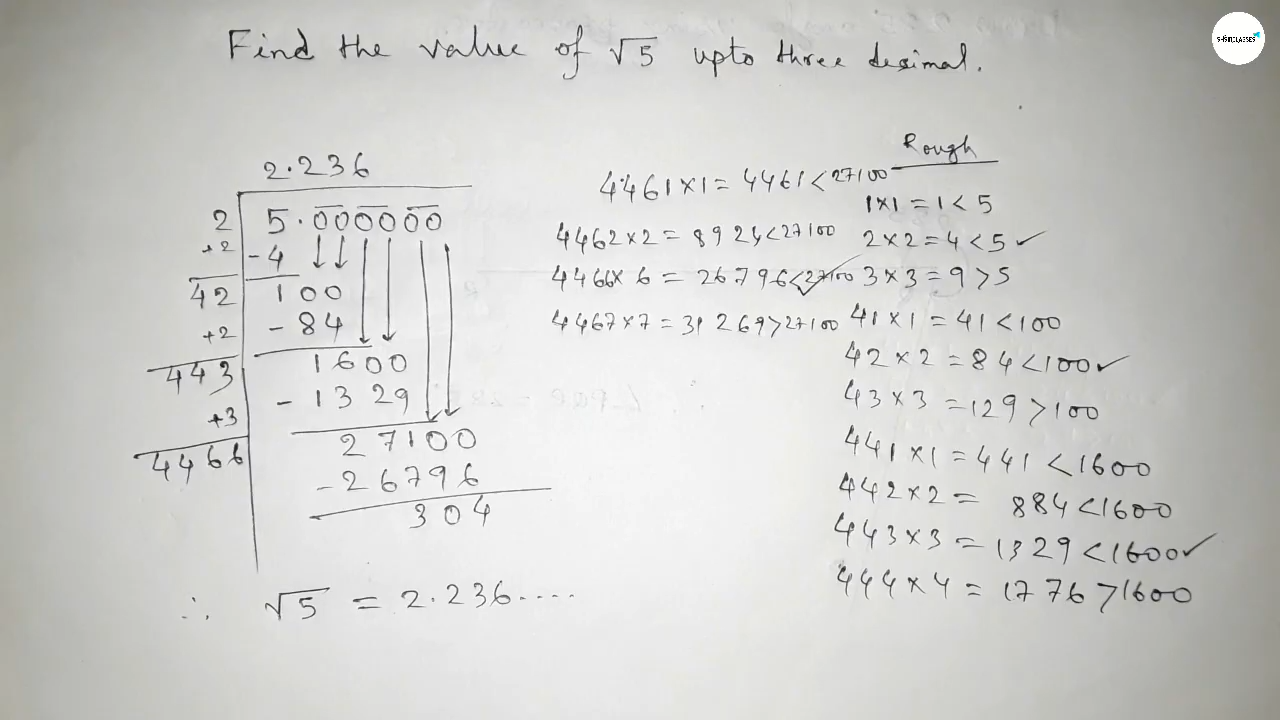 Find the value of √5 upto three desimal.
S-R CLASSES
2.236
2 5.000000
+2 -4
42 100
+2 -84
443 1600
+3 -1329
4466 27100
-26796
304
∴ √5 = 2.236....
4461×1 = 4461<27100
4462×2 = 8924<27100
4466×6 = 26796<27100 ✓
4467×7 = 31269>27100
Rough
1×1 = 1<5
2×2 = 4<5 ✓
3×3 = 9>5
41×1 = 41<100
42×2 = 84<100 ✓
43×3 = 129>100
441×1 = 441<1600
442×2 = 884<1600
443×3 = 1329<1600 ✓
444×4 = 1776>1600